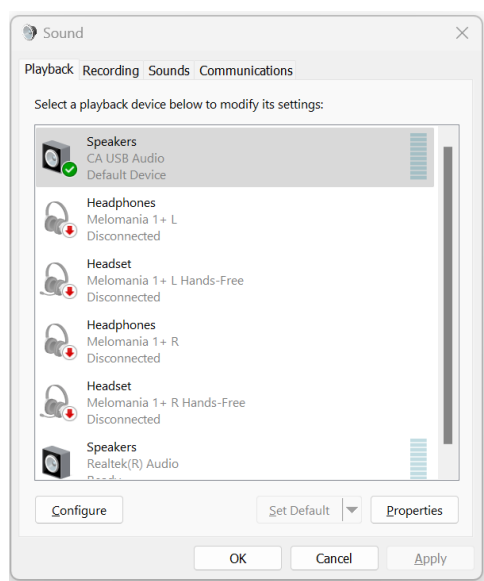 Sound
Playback Recording Sounds Communications
Select a playback device below to modify its settings:
Speakers
CA USB Audio
Default Device
Headphones
Melomania 1+ L
Disconnected
Headset
Melomania 1+ L Hands-Free
Disconnected
Headphones
Melomania 1+ R
Disconnected
Headset
Melomania 1+ R Hands-Free
Disconnected
Speakers
Realtek(R) Audio
Configure Set Default Properties
OK Cancel Apply